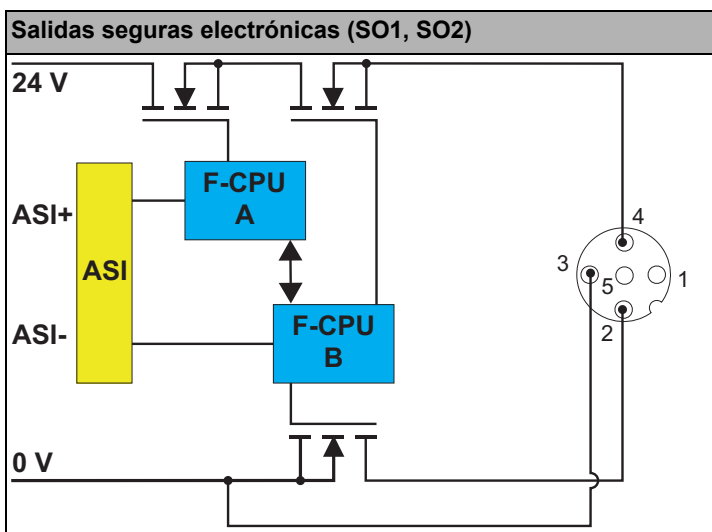 Salidas seguras electrónicas (SO1, SO2)
24 V
F-CPU
A
ASI+
ASI
ASI-
F-CPU
B
0 V
4
3
5
1
2